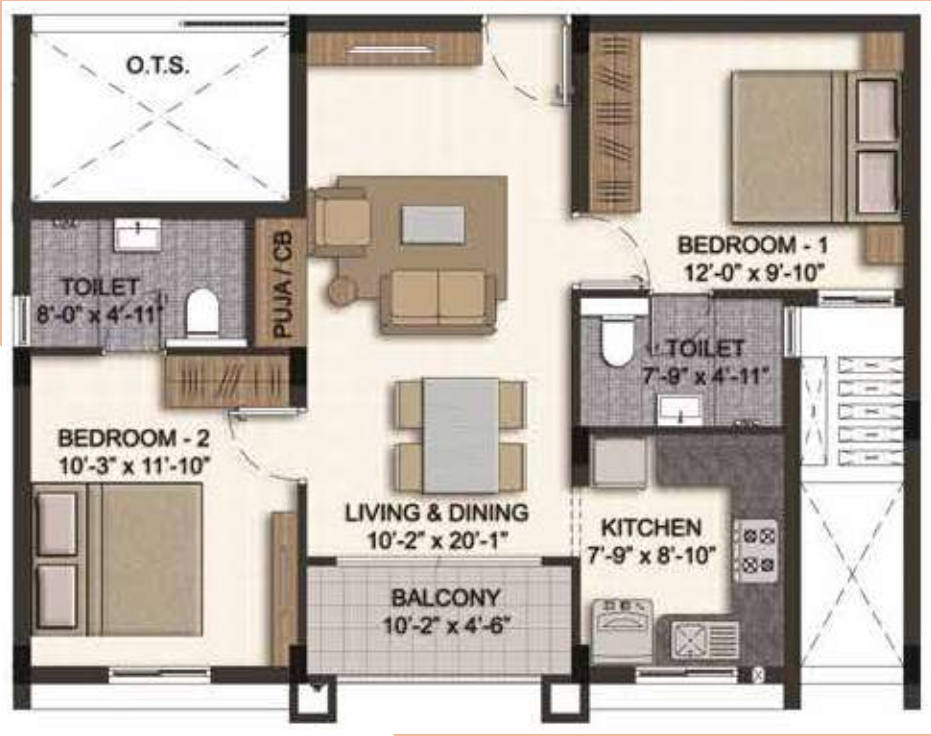 O.T.S.
BEDROOM - 1
12'-0" x 9'-10"
TOILET
8'-0" x 4'-11"
PUJA / CB
TOILET
7'-9" x 4'-11"
BEDROOM - 2
10'-3" x 11'-10"
LIVING & DINING
10'-2" x 20'-1"
KITCHEN
7'-9" x 8'-10"
BALCONY
10'-2" x 4'-6"